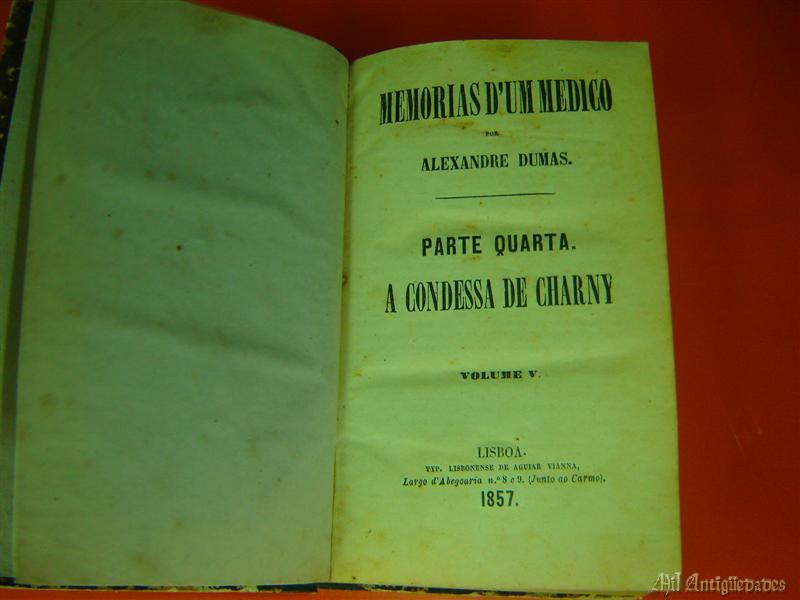 MEMORIAS D'UM MEDICO
POR
ALEXANDRE DUMAS.
PARTE QUARTA.
A CONDESSA DE CHARNY
VOLUME V.
LISBOA.
TYP. LISBONENSE DE AGUIAR VIANNA,
Largo d'Abegoaria n.º 8 e 9. (Junto ao Carmo).
1857.
Mil Antigüedades